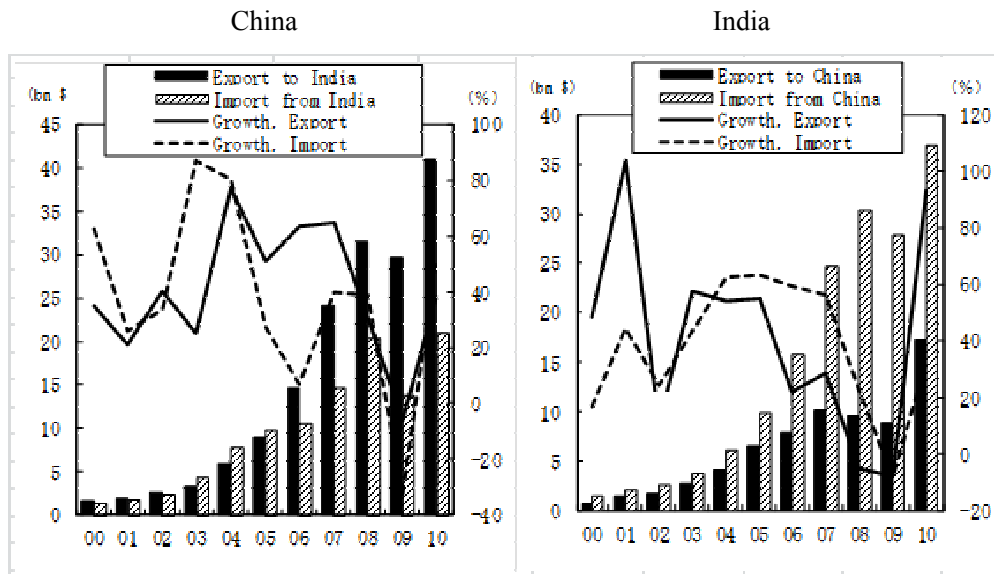 China
India
Export to India
Import from India
Growth, Export
Growth, Import
(bn $
(%)
45
40
35
30
25
20
15
10
5
0
100
80
60
40
20
0
-20
-40
00 01 02 03 04 05 06 07 08 09 10
Export to China
Import from China
Growth, Export
Growth, Import
(bn $)
(%)
40
35
30
25
20
15
10
5
0
120
100
80
60
40
20
0
-20
00 01 02 03 04 05 06 07 08 09 10